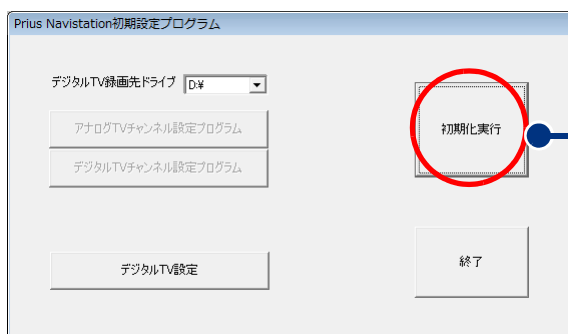 Prius Navistation初期設定プログラム
デジタルTV録画先ドライブ D:¥
アナログTVチャンネル設定プログラム
初期化実行
デジタルTVチャンネル設定プログラム
デジタルTV設定
終了